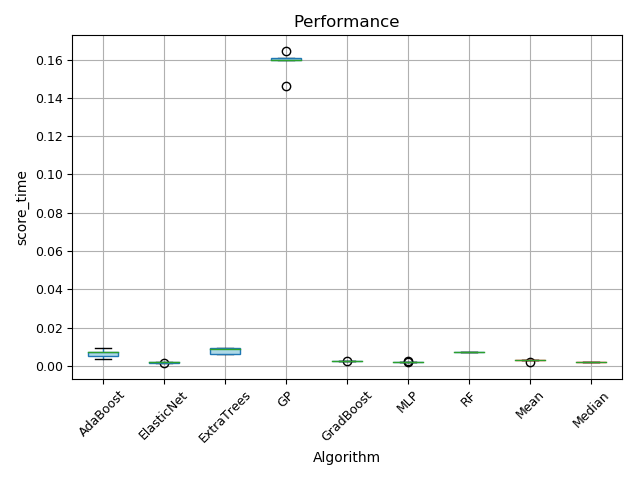 Performance
score_time
0.16
0.14
0.12
0.10
0.08
0.06
0.04
0.02
0.00
AdaBoost
ElasticNet
ExtraTrees
GP
GradBoost
MLP
RF
Mean
Median
Algorithm